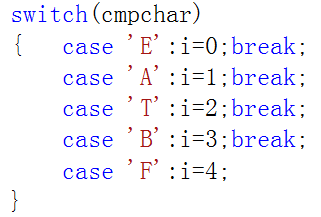 switch(cmpchar)
{   case 'E':i=0;break;
    case 'A':i=1;break;
    case 'T':i=2;break;
    case 'B':i=3;break;
    case 'F':i=4;
}